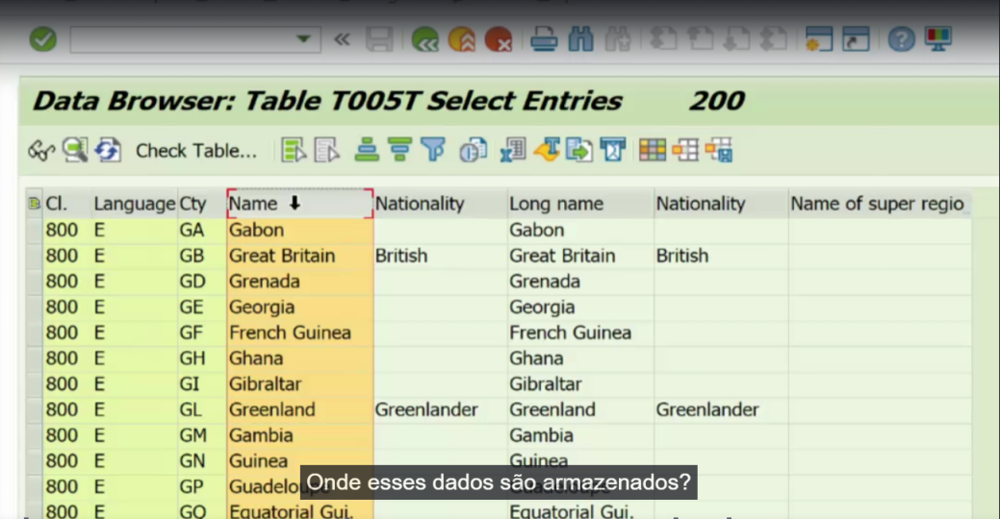 Data Browser: Table T005T Select Entries 200
Check Table...
Cl. Language Cty Name Nationality Long name Nationality Name of super regio
800 E GA Gabon Gabon
800 E GB Great Britain British Great Britain British
800 E GD Grenada Grenada
800 E GE Georgia Georgia
800 E GF French Guinea French Guinea
800 E GH Ghana Ghana
800 E GI Gibraltar Gibraltar
800 E GL Greenland Greenlander Greenland Greenlander
800 E GM Gambia Gambia
800 E GN Guinea Guinea
800 E GP Guadeloupe
800 E GQ Equatorial Gui. Equatorial Gui.
Onde esses dados são armazenados?